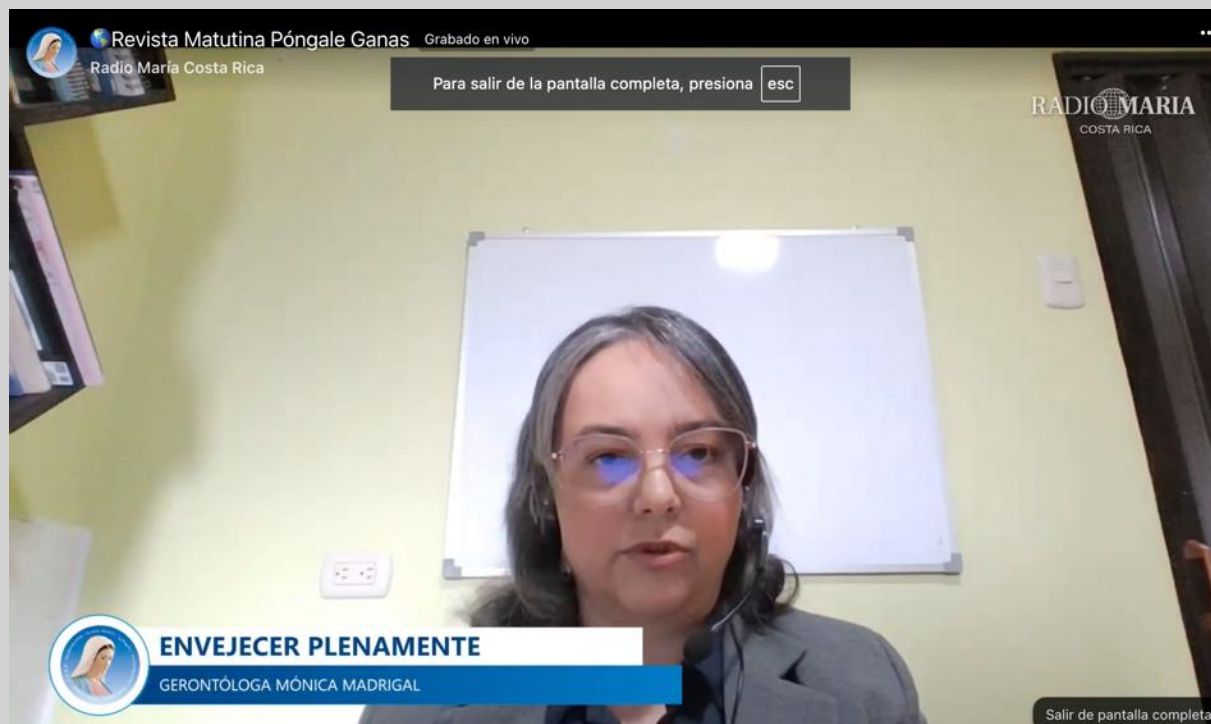 Revista Matutina Póngale Ganas Grabado en vivo
Radio María Costa Rica
Para salir de la pantalla completa, presiona esc
RADIO MARIA
COSTA RICA
ENVEJECER PLENAMENTE
GERONTÓLOGA MÓNICA MADRIGAL
Salir de pantalla completa